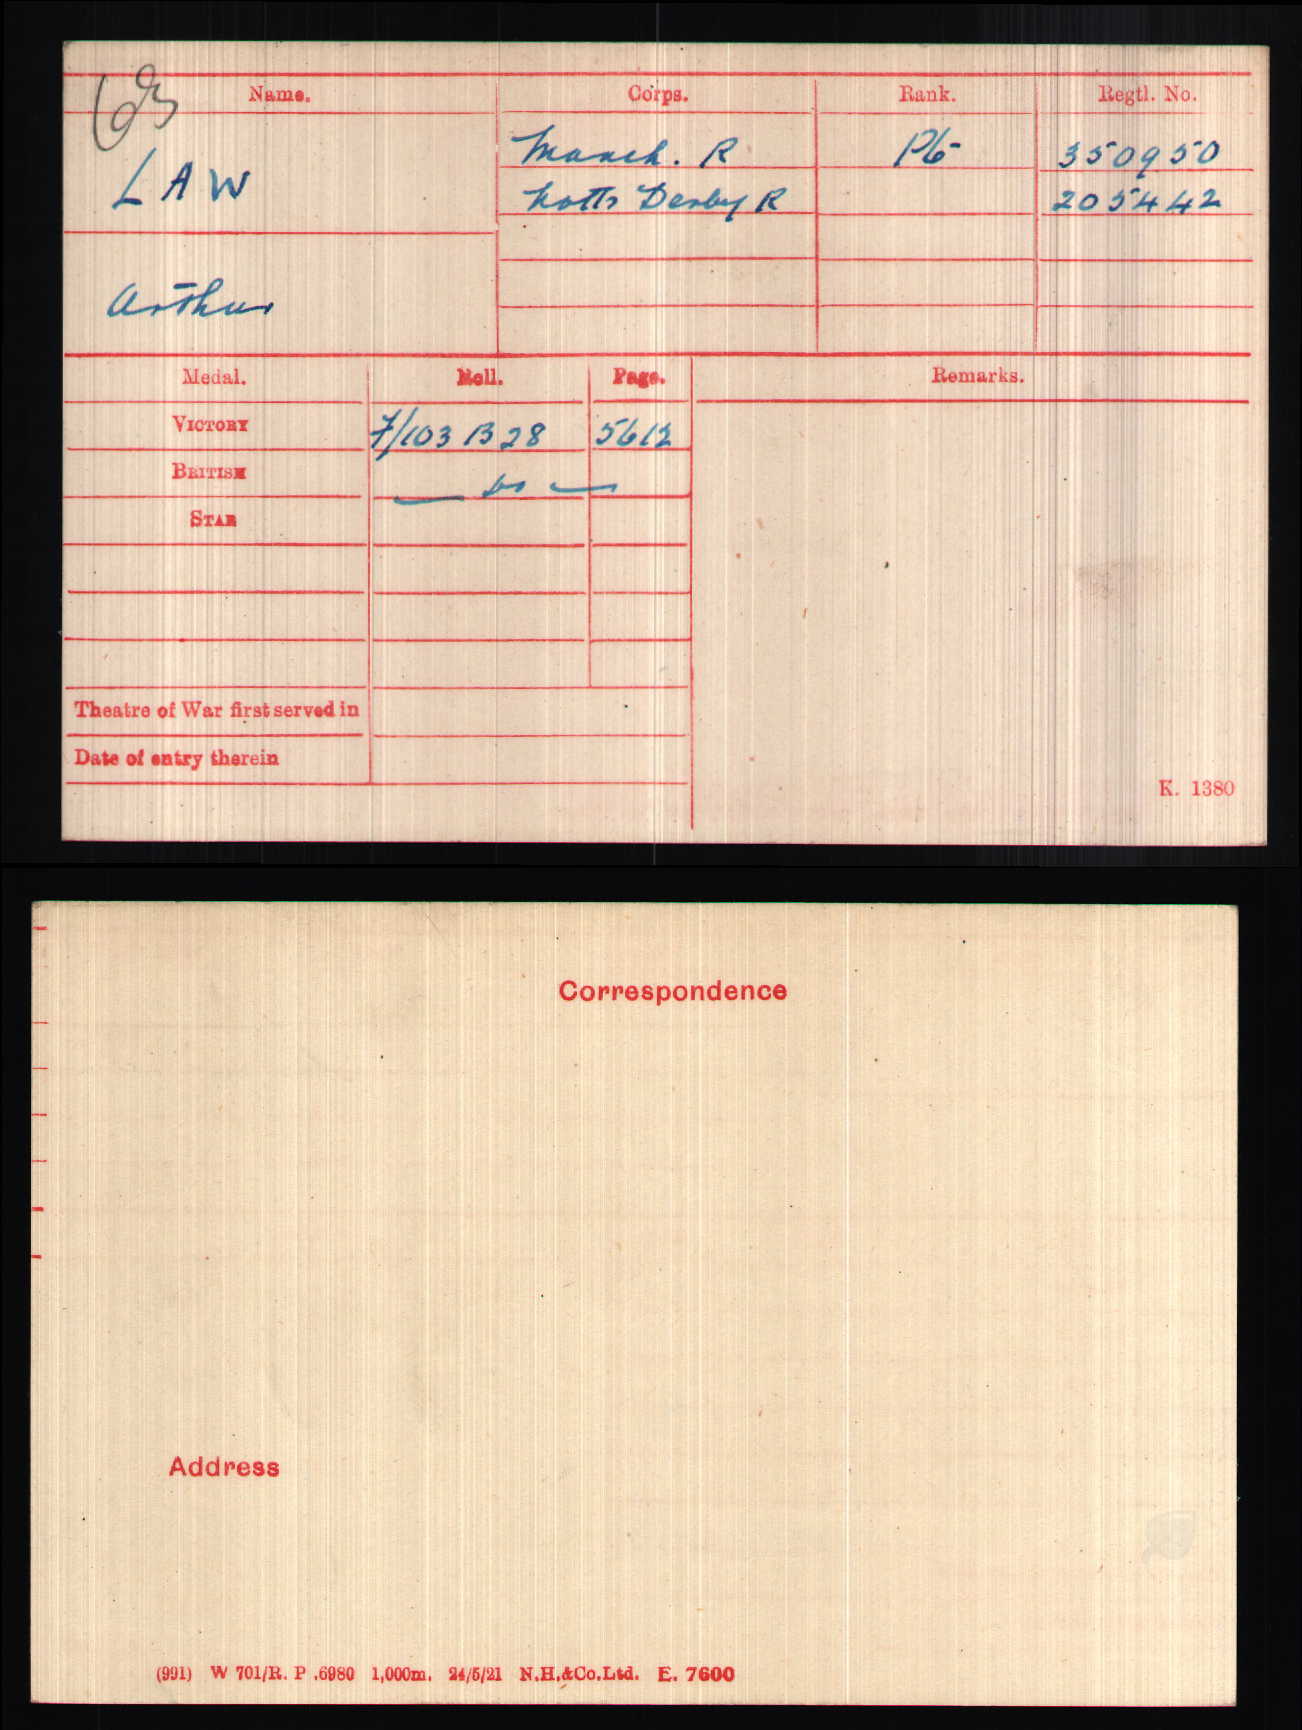 Name. Corps. Rank. Regtl. No.
LAW Manch. R Pte 350950
Notts Derby R 205442
Arthur
Medal. Roll. Page. Remarks.
VICTORY 7/103 B 28 5612
BRITISH — do —
STAR
Theatre of War first served in
Date of entry therein
K. 1380
Correspondence
Address
(991) W 701/R. P .6980 1,000m. 24/5/21 N.H.&Co.Ltd. E. 7600